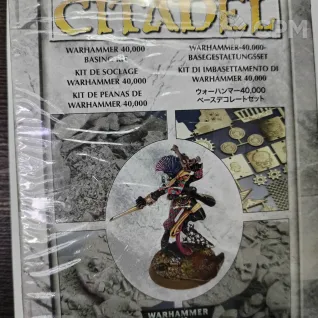 CITADEL
WARHAMMER 40,000
BASING KIT
KIT DE SOCLAGE
WARHAMMER 40,000
KIT DE PEANAS DE
WARHAMMER 40,000
WARHAMMER-40,000-
BASEGESTALTUNGSSET
KIT DI IMBASETTAMENTO DI
WARHAMMER 40,000
ウォーハンマー40,000
ベースデコレートセット
WARHAMMER